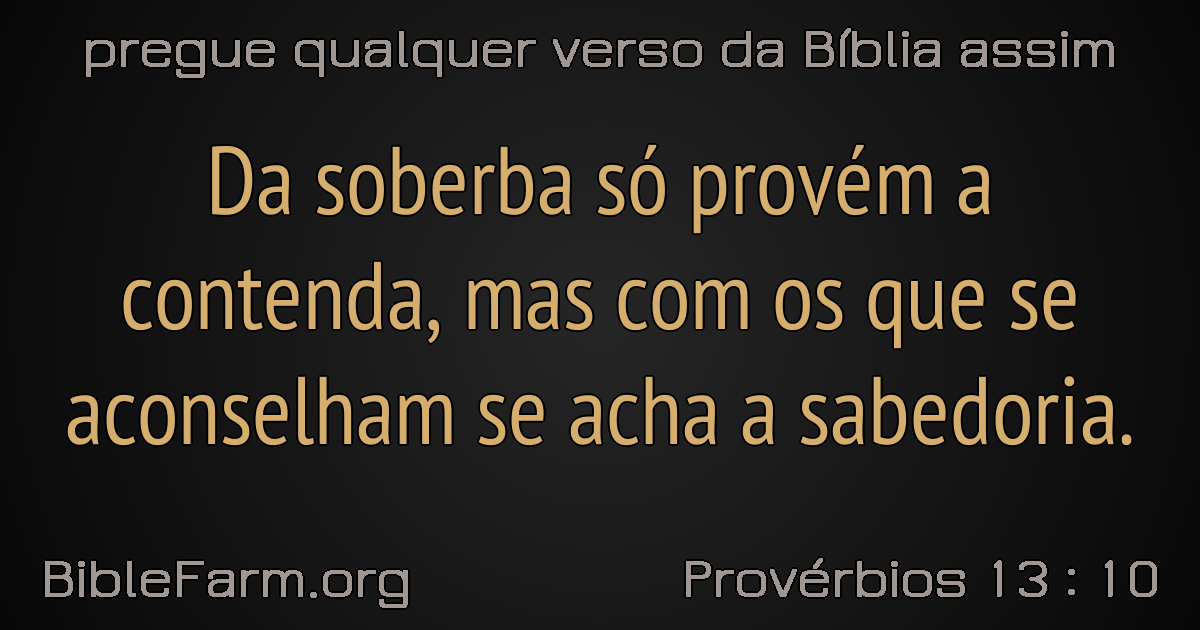 pregue qualquer verso da Bíblia assim
Da soberba só provém a
contenda, mas com os que se
aconselham se acha a sabedoria.
BibleFarm.org
Provérbios 13 : 10